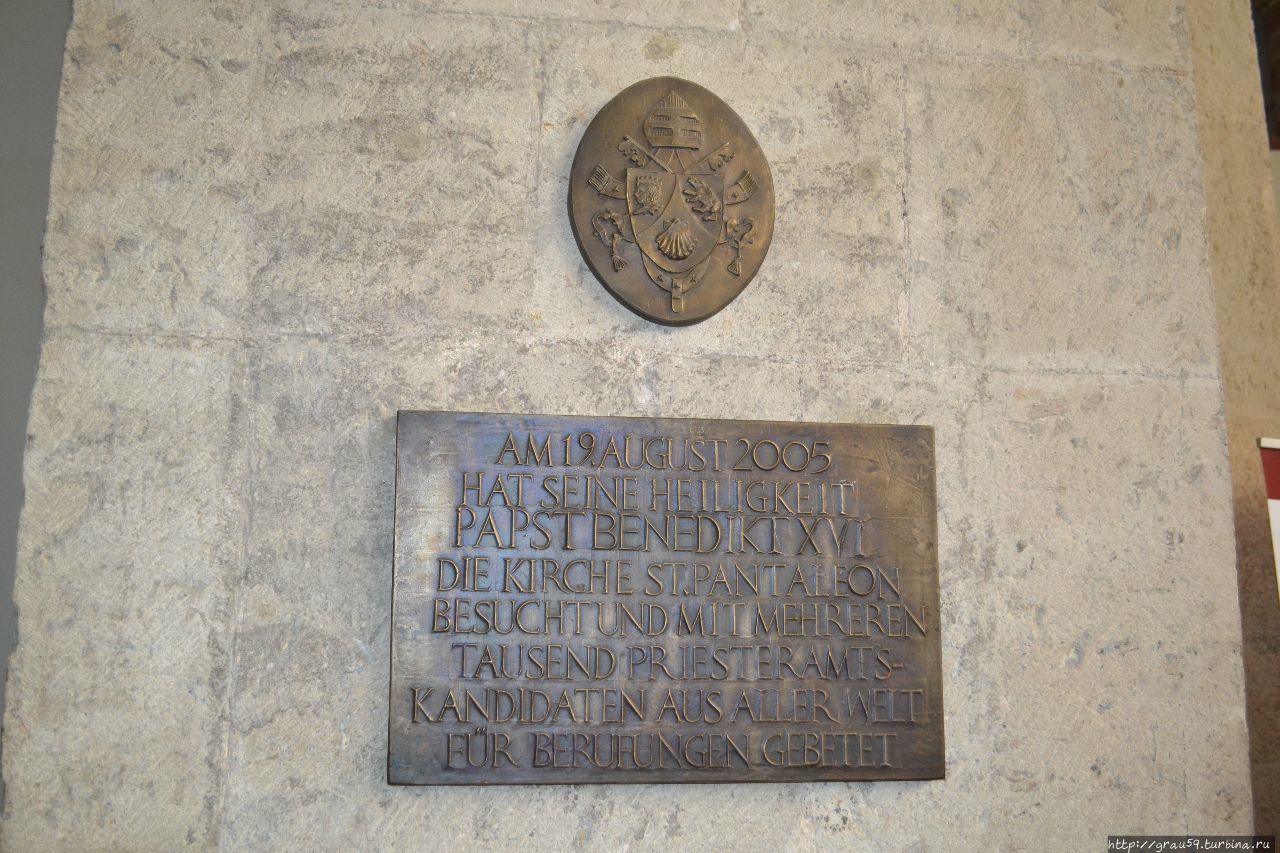 AM 19. AUGUST 2005
HAT SEINE HEILIGKEIT
PAPST BENEDIKT XVI
DIE KIRCHE ST. PANTALEON
BESUCHT UND MIT MEHREREN
TAUSEND PRIESTERAMTS-
KANDIDATEN AUS ALLER WELT
FÜR BERUFUNGEN GEBETET
http://grau59.turbina.ru